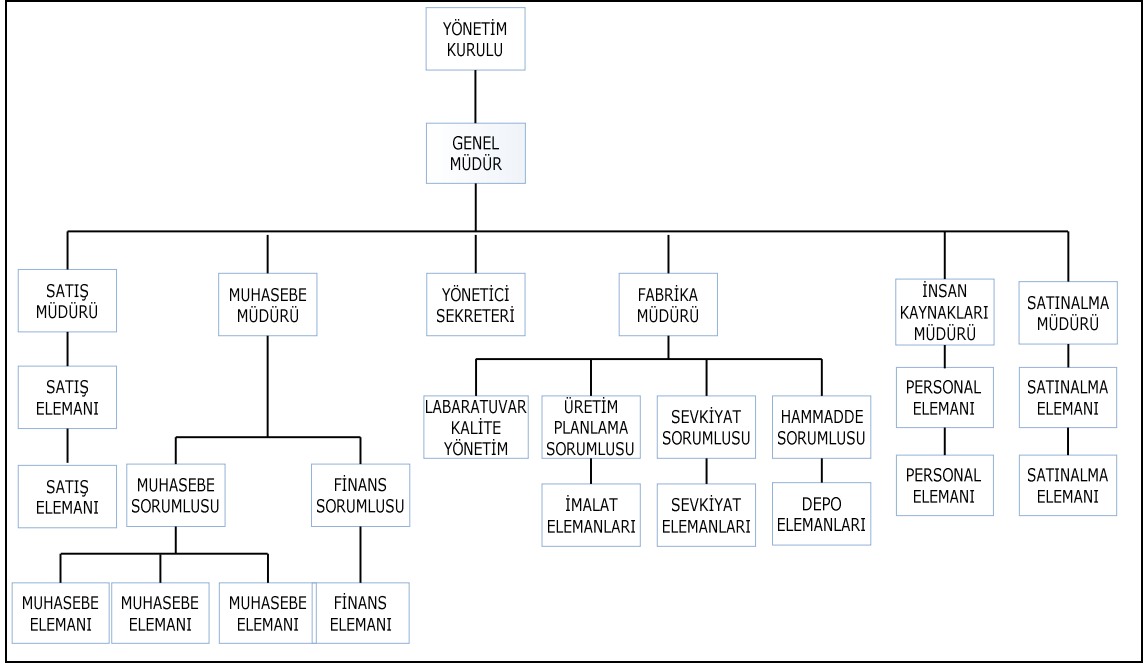 YÖNETİM
KURULU
GENEL
MÜDÜR
SATIŞ
MÜDÜRÜ
MUHASEBE
MÜDÜRÜ
YÖNETİCİ
SEKRETERİ
FABRİKA
MÜDÜRÜ
İNSAN
KAYNAKLARI
MÜDÜRÜ
SATINALMA
MÜDÜRÜ
SATIŞ
ELEMANI
LABARATUVAR
KALİTE
YÖNETİM
ÜRETİM
PLANLAMA
SORUMLUSU
SEVKİYAT
SORUMLUSU
HAMMADDE
SORUMLUSU
PERSONAL
ELEMANI
SATINALMA
ELEMANI
SATIŞ
ELEMANI
MUHASEBE
SORUMLUSU
FİNANS
SORUMLUSU
İMALAT
ELEMANLARI
SEVKİYAT
ELEMANLARI
DEPO
ELEMANLARI
PERSONAL
ELEMANI
SATINALMA
ELEMANI
MUHASEBE
ELEMANI
MUHASEBE
ELEMANI
MUHASEBE
ELEMANI
FİNANS
ELEMANI